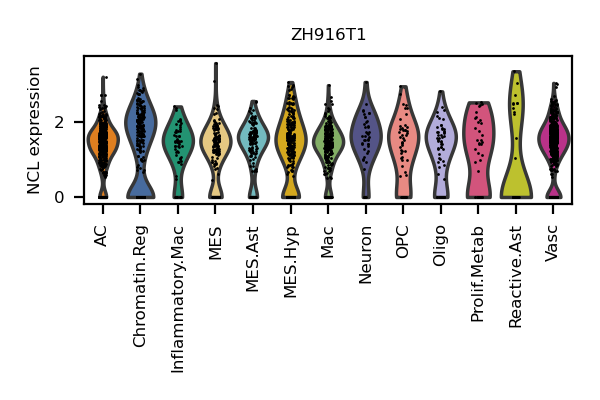 ZH916T1
NCL expression
2
0
AC
Chromatin.Reg
Inflammatory.Mac
MES
MES.Ast
MES.Hyp
Mac
Neuron
OPC
Oligo
Prolif.Metab
Reactive.Ast
Vasc